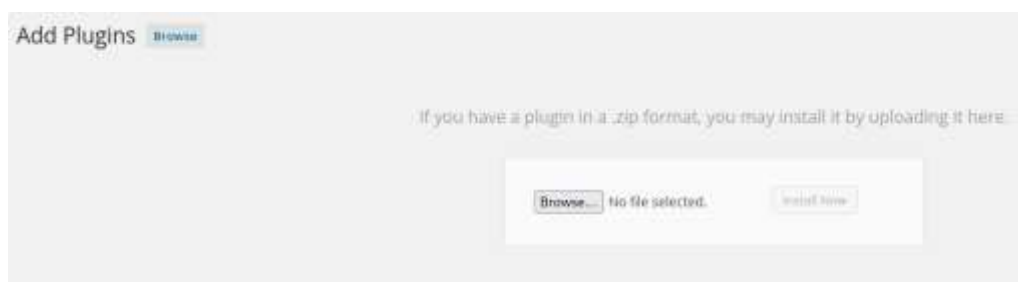 Add Plugins Browse
If you have a plugin in a .zip format, you may install it by uploading it here.
Browse... No file selected. Install Now